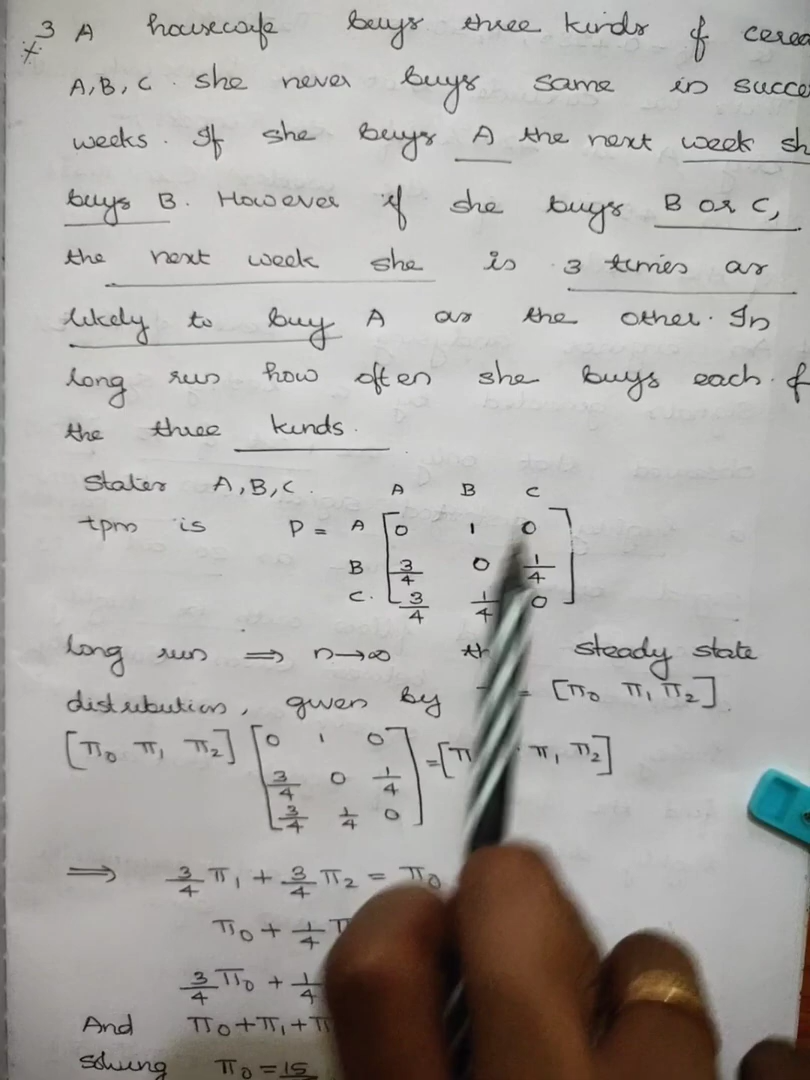 3 A housewife buys three kinds of
A, B, C. she never buys same in
weeks. If she buys A the next week
buys B. However if she buys B or C,
the next week she is 3 times as
likely to buy A as the other. In
long run how often she buys each of
the three kinds.
States A, B, C. A B C
tpm is P = A [0 1 0
B 3/4 0 1/4
C. 3/4 1/4 0]
long run ⟹ n→∞ steady state
distribution, given by = [π₀ π₁ π₂]
[π₀ π₁ π₂] [0 1 0 = [π₁ π₂]
3/4 0 1/4
3/4 1/4 0]
⟹ 3/4 π₁ + 3/4 π₂ = π₀
π₀ + 1/4
3/4 π₀ + 1/4
And π₀ + π₁ +
Solving π₀ = 15